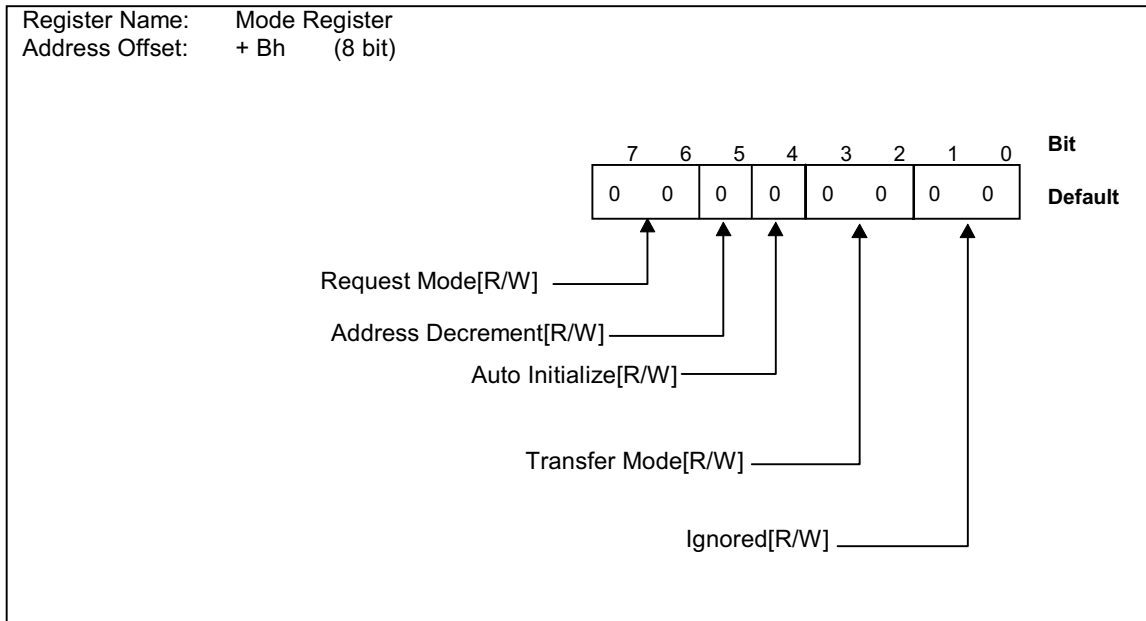 Register Name: Mode Register
Address Offset: + Bh (8 bit)
7 6 5 4 3 2 1 0 Bit
0 0 0 0 0 0 0 0 Default
Request Mode[R/W]
Address Decrement[R/W]
Auto Initialize[R/W]
Transfer Mode[R/W]
Ignored[R/W]